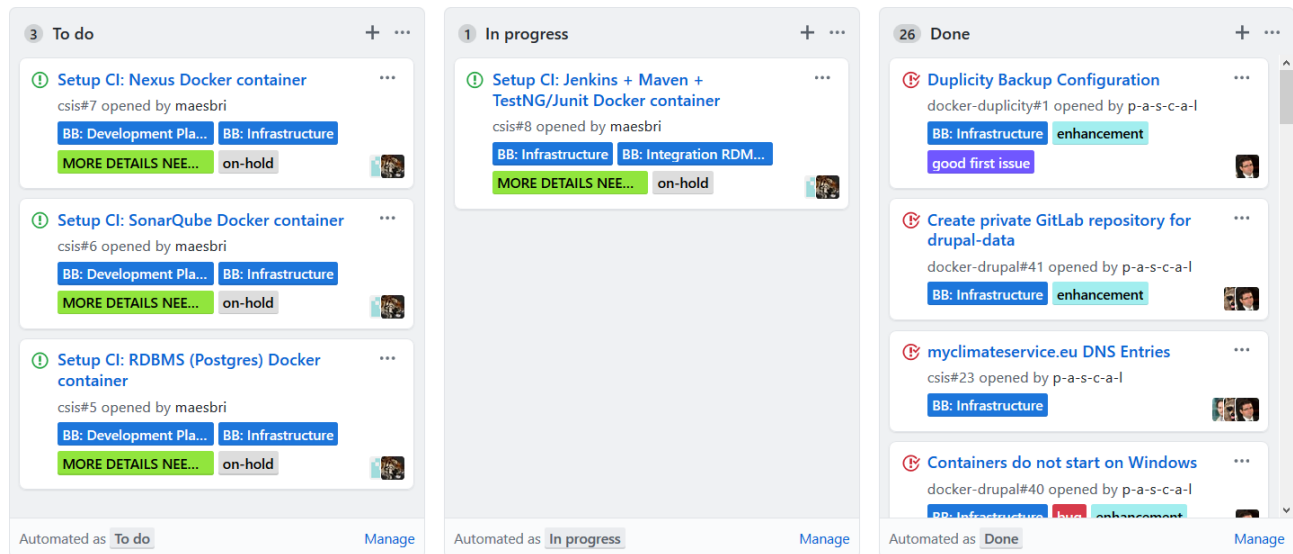 3 To do
Setup CI: Nexus Docker container
csis#7 opened by maesbri
BB: Development Pla... BB: Infrastructure
MORE DETAILS NEE... on-hold
Setup CI: SonarQube Docker container
csis#6 opened by maesbri
BB: Development Pla... BB: Infrastructure
MORE DETAILS NEE... on-hold
Setup CI: RDBMS (Postgres) Docker
container
csis#5 opened by maesbri
BB: Development Pla... BB: Infrastructure
MORE DETAILS NEE... on-hold
Automated as To do Manage
1 In progress
Setup CI: Jenkins + Maven +
TestNG/Junit Docker container
csis#8 opened by maesbri
BB: Infrastructure BB: Integration RDM...
MORE DETAILS NEE... on-hold
Automated as In progress Manage
26 Done
Duplicity Backup Configuration
docker-duplicity#1 opened by p-a-s-c-a-l
BB: Infrastructure enhancement
good first issue
Create private GitLab repository for
drupal-data
docker-drupal#41 opened by p-a-s-c-a-l
BB: Infrastructure enhancement
myclimateservice.eu DNS Entries
csis#23 opened by p-a-s-c-a-l
BB: Infrastructure
Containers do not start on Windows
docker-drupal#40 opened by p-a-s-c-a-l
BB: Infrastructure bug enhancement
Automated as Done Manage